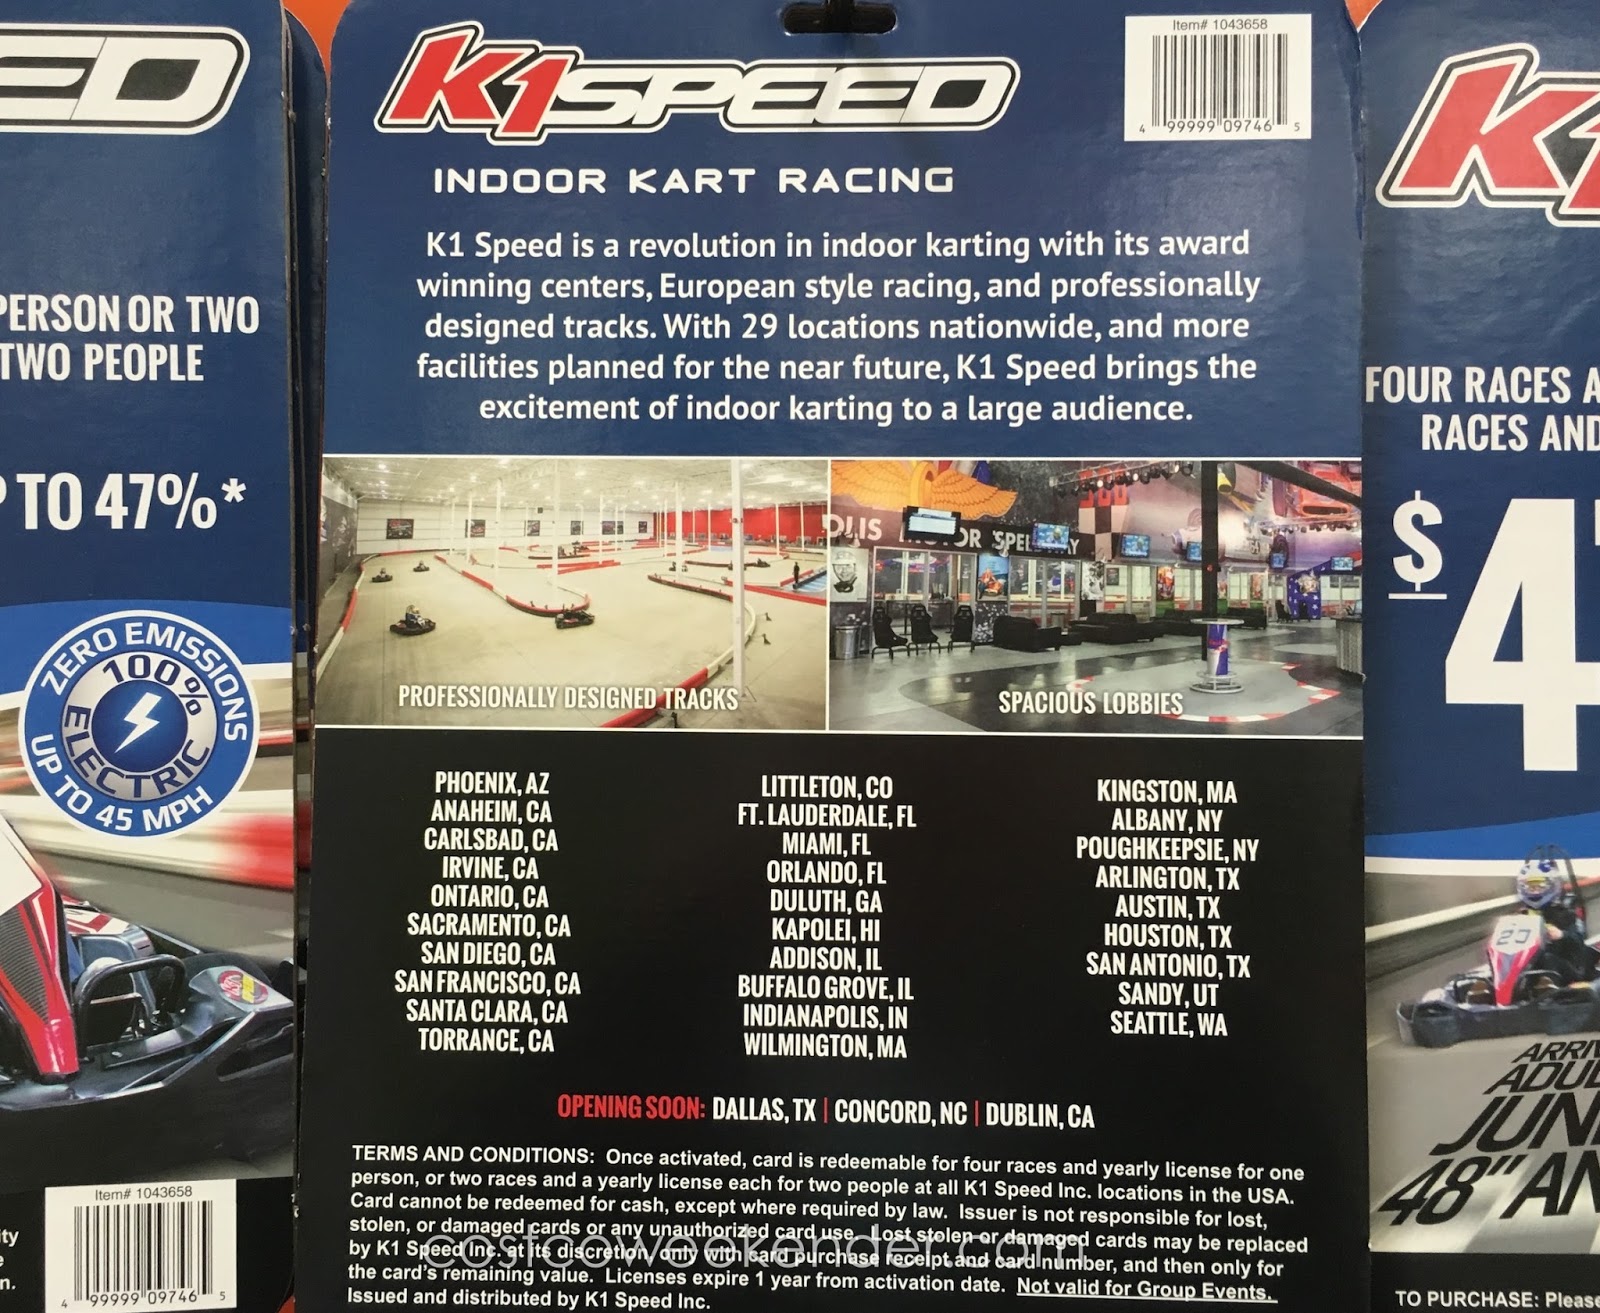 EED
PERSON OR TWO
TWO PEOPLE
P TO 47%*
ZERO EMISSIONS
100%
ELECTRIC
UP TO 45 MPH
Item# 1043658
4 99999 09746 5
K1SPEED
INDOOR KART RACING
Item# 1043658
4 99999 09746 5
K1 Speed is a revolution in indoor karting with its award
winning centers, European style racing, and professionally
designed tracks. With 29 locations nationwide, and more
facilities planned for the near future, K1 Speed brings the
excitement of indoor karting to a large audience.
PROFESSIONALLY DESIGNED TRACKS
SPACIOUS LOBBIES
PHOENIX, AZ
ANAHEIM, CA
CARLSBAD, CA
IRVINE, CA
ONTARIO, CA
SACRAMENTO, CA
SAN DIEGO, CA
SAN FRANCISCO, CA
SANTA CLARA, CA
TORRANCE, CA
LITTLETON, CO
FT. LAUDERDALE, FL
MIAMI, FL
ORLANDO, FL
DULUTH, GA
KAPOLEI, HI
ADDISON, IL
BUFFALO GROVE, IL
INDIANAPOLIS, IN
WILMINGTON, MA
KINGSTON, MA
ALBANY, NY
POUGHKEEPSIE, NY
ARLINGTON, TX
AUSTIN, TX
HOUSTON, TX
SAN ANTONIO, TX
SANDY, UT
SEATTLE, WA
OPENING SOON: DALLAS, TX | CONCORD, NC | DUBLIN, CA
TERMS AND CONDITIONS: Once activated, card is redeemable for four races and yearly license for one
person, or two races and a yearly license each for two people at all K1 Speed Inc. locations in the USA.
Card cannot be redeemed for cash, except where required by law. Issuer is not responsible for lost,
stolen, or damaged cards or any unauthorized card use. Lost stolen or damaged cards may be replaced
by K1 Speed Inc. at its discretion, only with card purchase receipt and card number, and then only for
the card's remaining value. Licenses expire 1 year from activation date. Not valid for Group Events.
Issued and distributed by K1 Speed Inc.
costcoweekender.com
K1
FOUR RACES A
RACES AND
$4
ARRIV
ADUL
JUN
48" AN
TO PURCHASE: Please